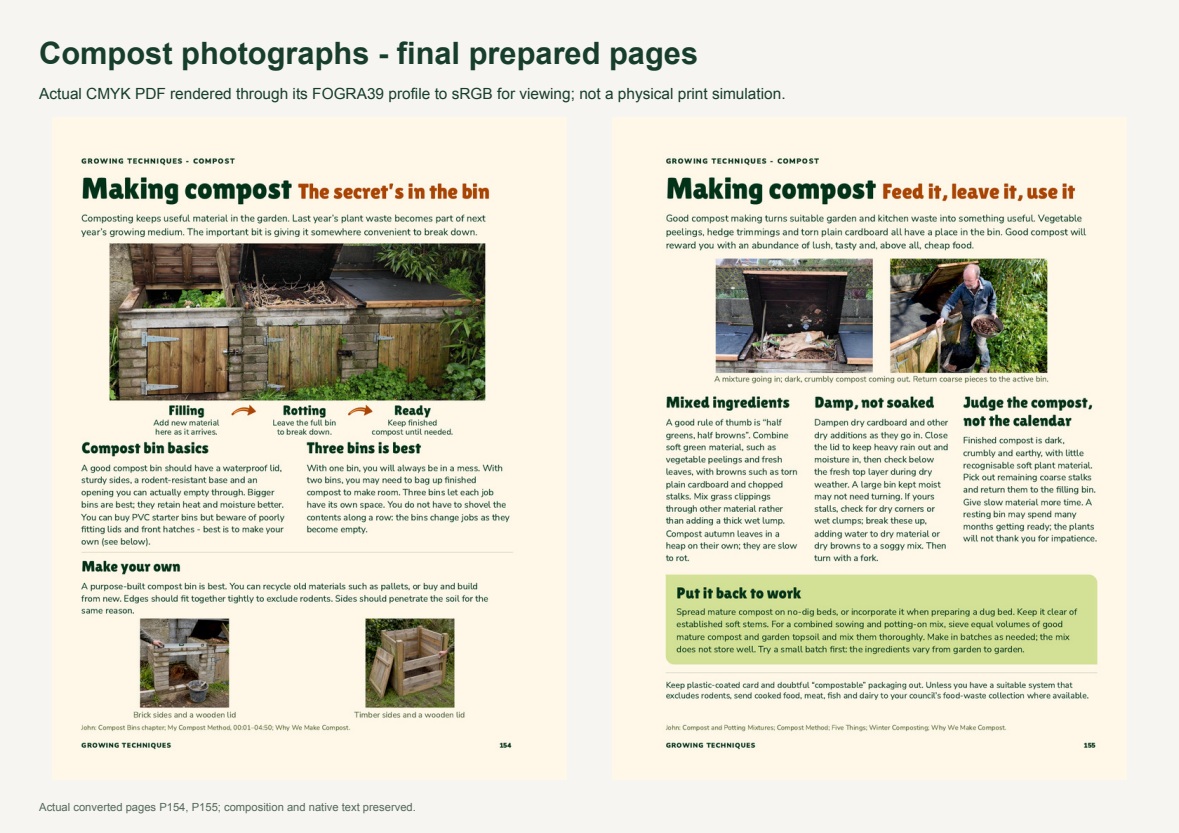 Compost photographs - final prepared pages
Actual CMYK PDF rendered through its FOGRA39 profile to sRGB for viewing; not a physical print simulation.
GROWING TECHNIQUES - COMPOST
Making compost The secret's in the bin
Composting keeps useful material in the garden. Last year's plant waste becomes part of next
year's growing medium. The important bit is giving it somewhere convenient to break down.
Filling
Add new material
here as it arrives.
Rotting
Leave the full bin
to break down.
Ready
Keep finished
compost until needed.
Compost bin basics
A good compost bin should have a waterproof lid,
sturdy sides, a rodent-resistant base and an
opening you can actually empty through. Bigger
bins are best; they retain heat and moisture better.
You can buy PVC starter bins but beware of poorly
fitting lids and front hatches - best is to make your
own (see below).
Three bins is best
With one bin, you will always be in a mess. With
two bins, you may need to bag up finished
compost to make room. Three bins let each job
have its own space. You do not have to shovel the
contents along a row: the bins change jobs as they
become empty.
Make your own
A purpose-built compost bin is best. You can recycle old materials such as pallets, or buy and build
from new. Edges should fit together tightly to exclude rodents. Sides should penetrate the soil for the
same reason.
Brick sides and a wooden lid
Timber sides and a wooden lid
John: Compost Bins chapter; My Compost Method, 00:01–04:50; Why We Make Compost.
GROWING TECHNIQUES
154
GROWING TECHNIQUES - COMPOST
Making compost Feed it, leave it, use it
Good compost making turns suitable garden and kitchen waste into something useful. Vegetable
peelings, hedge trimmings and torn plain cardboard all have a place in the bin. Good compost will
reward you with an abundance of lush, tasty and, above all, cheap food.
A mixture going in; dark, crumbly compost coming out. Return coarse pieces to the active bin.
Mixed ingredients
A good rule of thumb is “half
greens, half browns”. Combine
soft green material, such as
vegetable peelings and fresh
leaves, with browns such as torn
plain cardboard and chopped
stalks. Mix grass clippings
through other material rather
than adding a thick wet lump.
Compost autumn leaves in a
heap on their own; they are slow
to rot.
Damp, not soaked
Dampen dry cardboard and other
dry additions as they go in. Close
the lid to keep heavy rain out and
moisture in, then check below
the fresh top layer during dry
weather. A large bin kept moist
may not need turning. If yours
stalls, check for dry corners or
wet clumps; break these up,
adding water to dry material or
dry browns to a soggy mix. Then
turn with a fork.
Judge the compost,
not the calendar
Finished compost is dark,
crumbly and earthy, with little
recognisable soft plant material.
Pick out remaining coarse stalks
and return them to the filling bin.
Give slow material more time. A
resting bin may spend many
months getting ready; the plants
will not thank you for impatience.
Put it back to work
Spread mature compost on no-dig beds, or incorporate it when preparing a dug bed. Keep it clear of
established soft stems. For a combined sowing and potting-on mix, sieve equal volumes of good
mature compost and garden topsoil and mix them thoroughly. Make in batches as needed; the mix
does not store well. Try a small batch first; the ingredients vary from garden to garden.
Keep plastic-coated card and doubtful “compostable” packaging out. Unless you have a suitable system that
excludes rodents, send cooked food, meat, fish and dairy to your council's food-waste collection where available.
John: Compost and Potting Mixtures; Compost Method; Five Things; Winter Composting; Why We Make Compost.
GROWING TECHNIQUES
155
Actual converted pages P154, P155; composition and native text preserved.